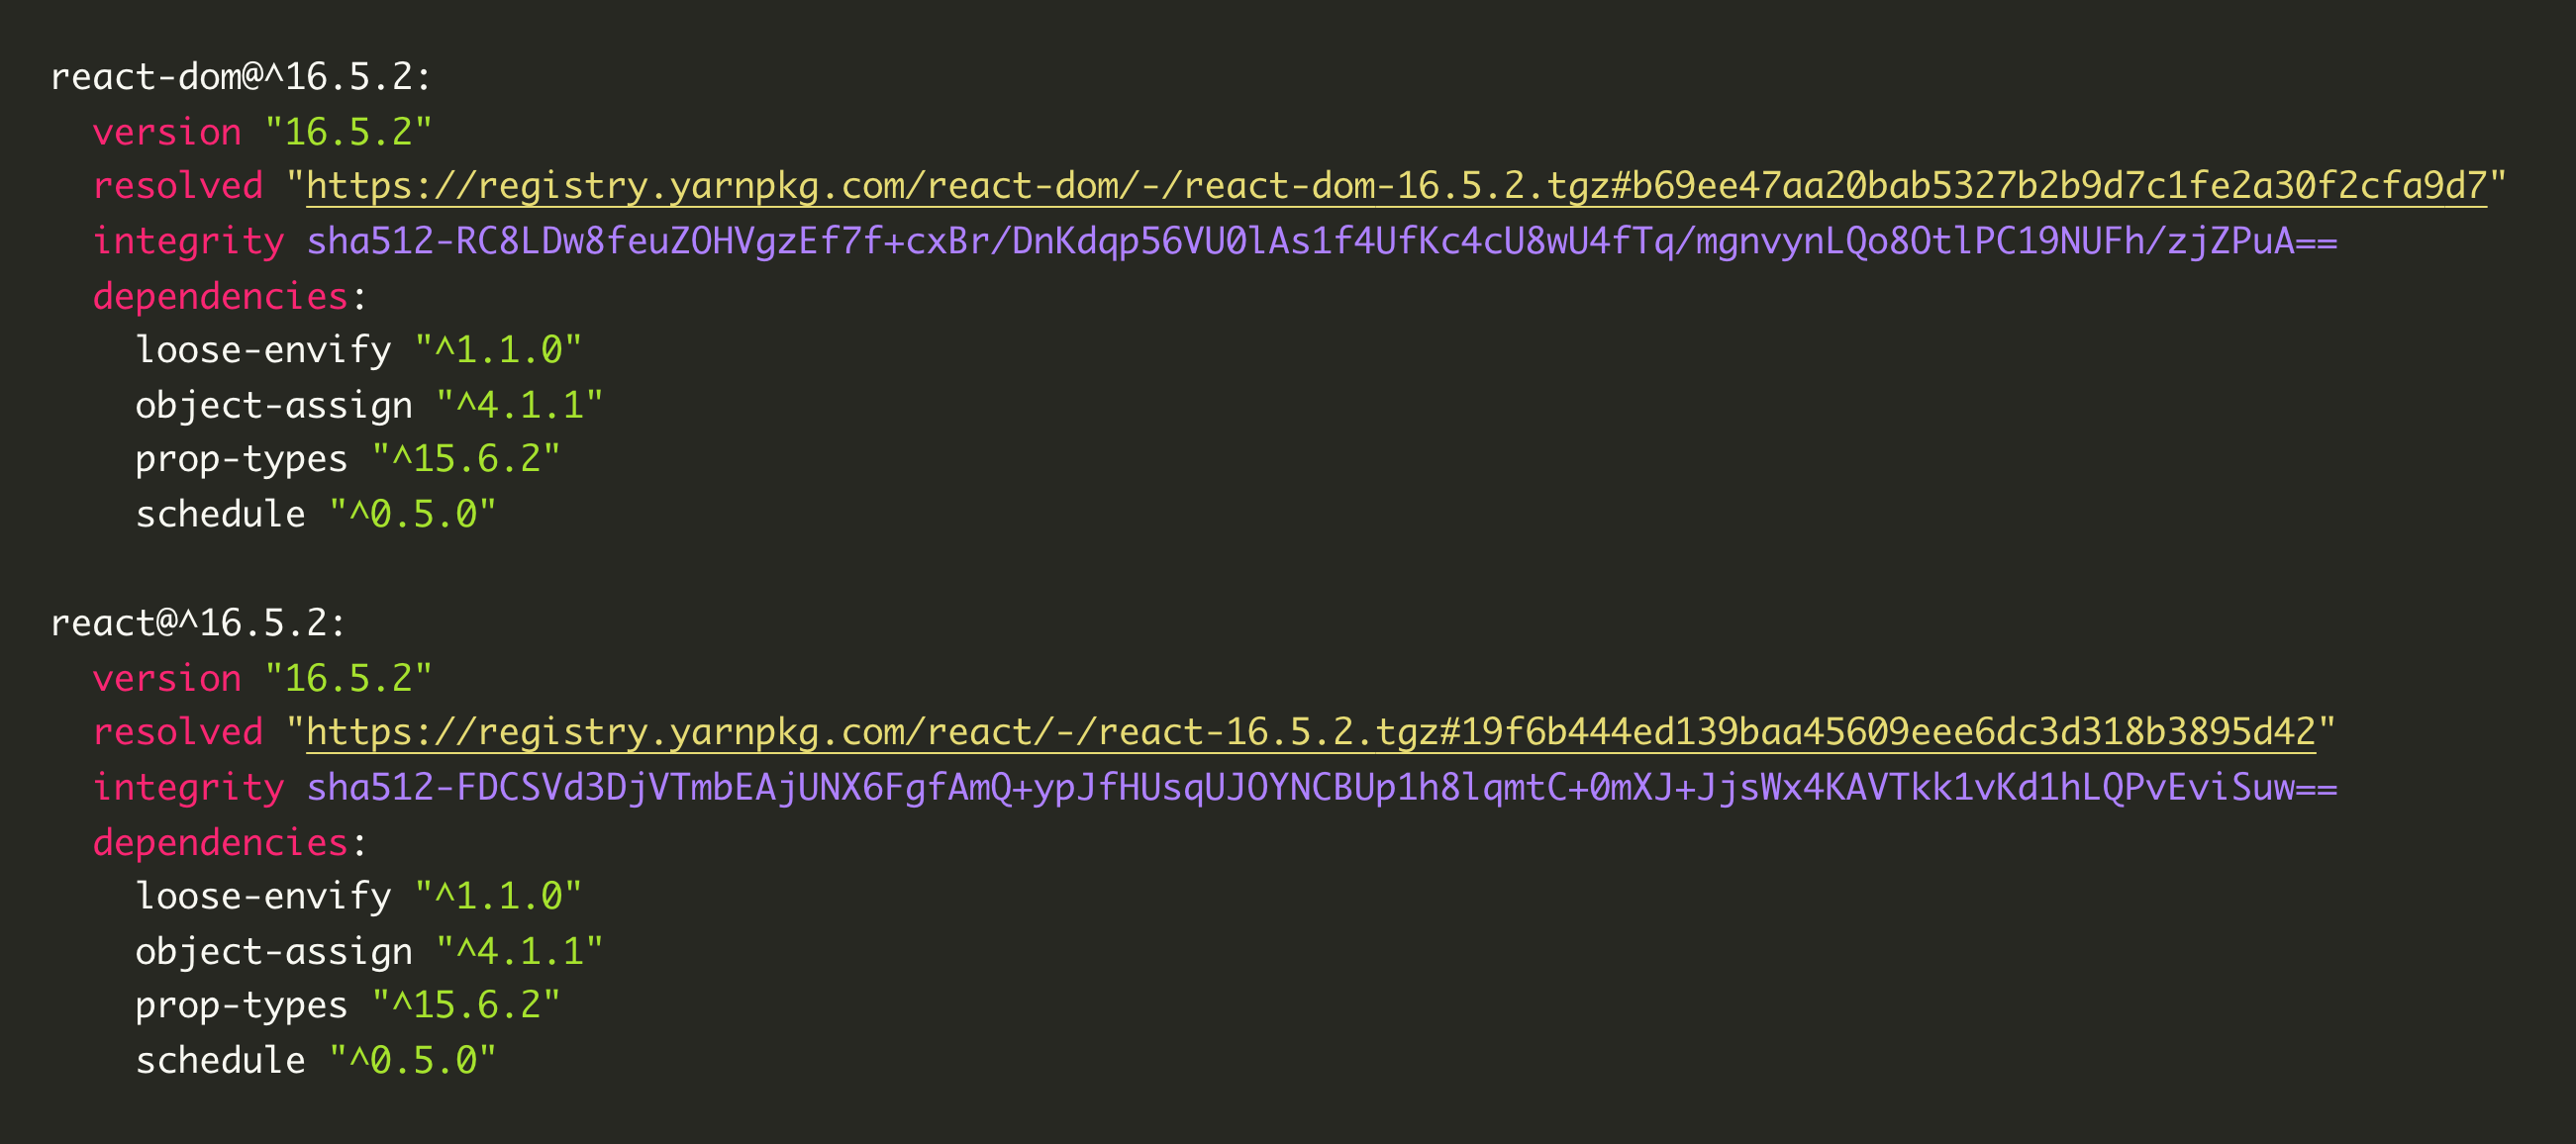 react-dom@^16.5.2:
  version "16.5.2"
  resolved "https://registry.yarnpkg.com/react-dom/-/react-dom-16.5.2.tgz#b69ee47aa20bab5327b2b9d7c1fe2a30f2cfa9d7"
  integrity sha512-RC8LDw8feuZOHVgzEf7f+cxBr/DnKdqp56VU0lAs1f4UfKc4cU8wU4fTq/mgnvynLQo8OtlPC19NUFh/zjZPuA==
  dependencies:
    loose-envify "^1.1.0"
    object-assign "^4.1.1"
    prop-types "^15.6.2"
    schedule "^0.5.0"

react@^16.5.2:
  version "16.5.2"
  resolved "https://registry.yarnpkg.com/react/-/react-16.5.2.tgz#19f6b444ed139baa45609eee6dc3d318b3895d42"
  integrity sha512-FDCSVd3DjVTmbEAjUNX6FgfAmQ+ypJfHUsqUJOYNCBUp1h8lqmtC+0mXJ+JjsWx4KAVTkk1vKd1hLQPvEviSuw==
  dependencies:
    loose-envify "^1.1.0"
    object-assign "^4.1.1"
    prop-types "^15.6.2"
    schedule "^0.5.0"